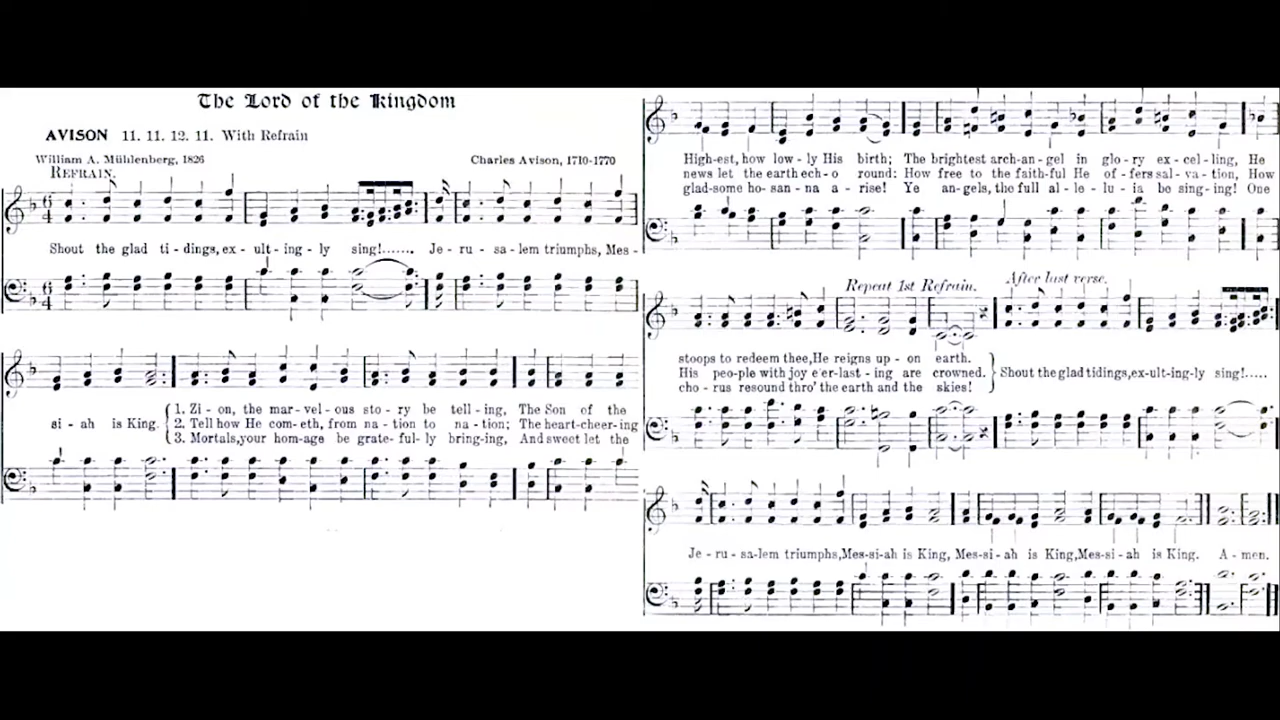 The Lord of the Kingdom
AVISON 11. 11. 12. 11. With Refrain
William A. Mühlenberg, 1826 Charles Avison, 1710-1770
REFRAIN.
Shout the glad ti - dings, ex - ult - ing - ly sing!...... Je - ru - sa - lem triumphs, Mes -
si - ah is King.
1. Zi - on, the mar - vel - ous sto - ry be tell - ing, The Son of the
2. Tell how He com - eth, from na - tion to na - tion; The heart-cheer-ing
3. Mortals, your hom - age be grate - ful - ly bring - ing, And sweet let the
High-est, how low - ly His birth; The brightest arch-an - gel in glo - ry ex - cel - ling, He
news let the earth ech - o round: How free to the faith-ful He of - fers sal - va - tion, How
glad-some ho - san - na a - rise! Ye an - gels, the full al - le - lu - ia be sing - ing! One
Repeat 1st Refrain. After last verse.
stoops to redeem thee, He reigns up - on earth.
His peo-ple with joy e'er-last - ing are crowned.
cho - rus resound thro' the earth and the skies!
Shout the glad tidings, ex-ult-ing-ly sing!.....
Je - ru - sa-lem triumphs, Mes-si-ah is King, Mes-si - ah is King, Mes-si - ah is King. A - men.